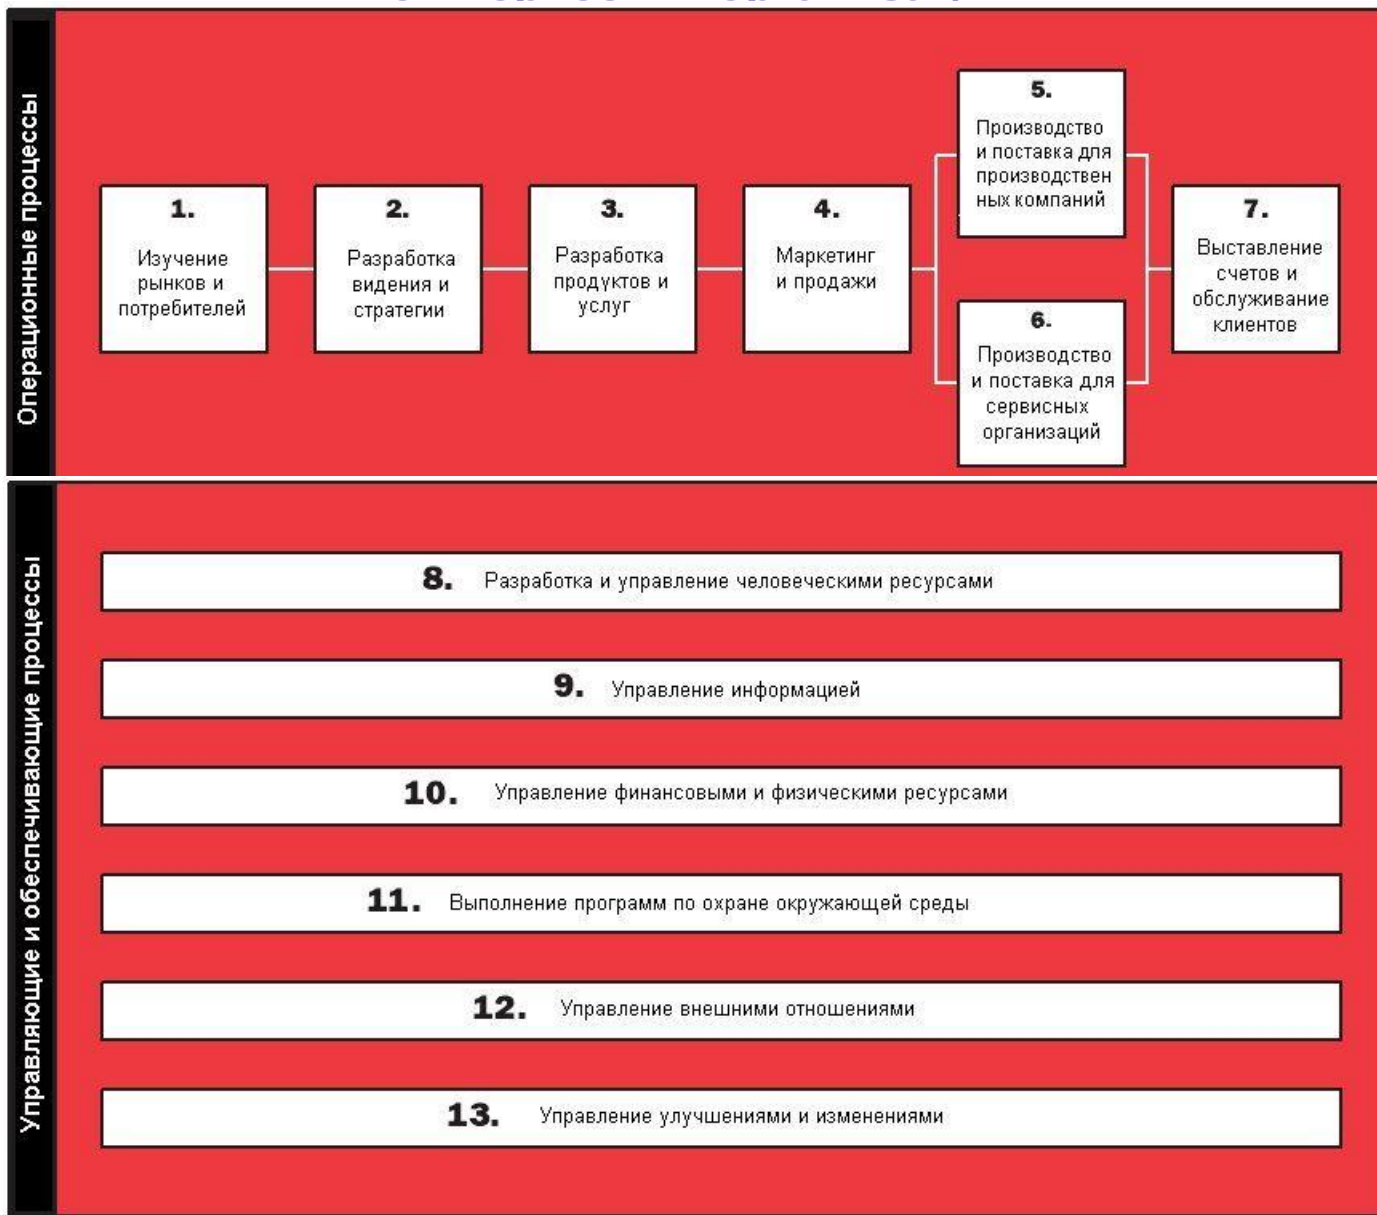 Операционные процессы
1.
Изучение
рынков и
потребителей
2.
Разработка
видения и
стратегии
3.
Разработка
продуктов и
услуг
4.
Маркетинг
и продажи
5.
Производство
и поставка для
производствен
ных компаний
6.
Производство
и поставка для
сервисных
организаций
7.
Выставление
счетов и
обслуживание
клиентов
Управляющие и обеспечивающие процессы
8. Разработка и управление человеческими ресурсами
9. Управление информацией
10. Управление финансовыми и физическими ресурсами
11. Выполнение программ по охране окружающей среды
12. Управление внешними отношениями
13. Управление улучшениями и изменениями